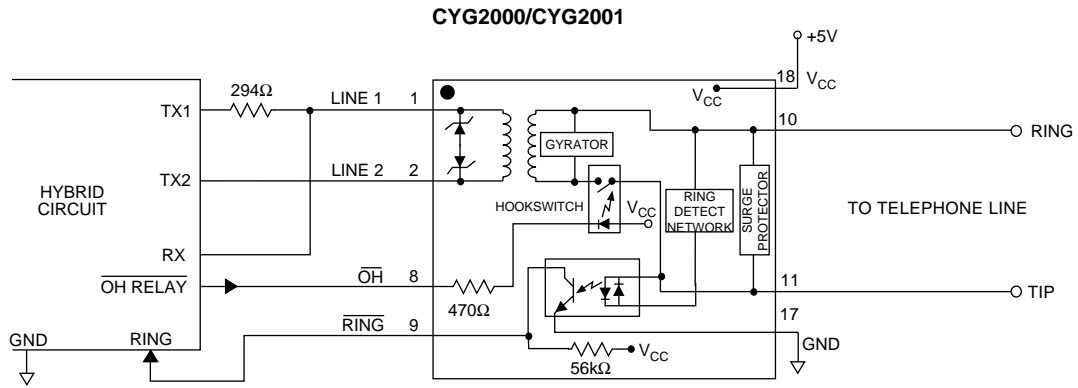 CYG2000/CYG2001
+5V
18 V̅CC
VCC
294Ω
LINE 1 1
TX1
10
RING
GYRATOR
TX2
LINE 2 2
HYBRID
CIRCUIT
HOOKSWITCH
VCC
RING
DETECT
NETWORK
SURGE
PROTECTOR
TO TELEPHONE LINE
RX
OH RELAY
OH 8
470Ω
11
TIP
17
GND
RING
RING 9
GND
56kΩ
VCC